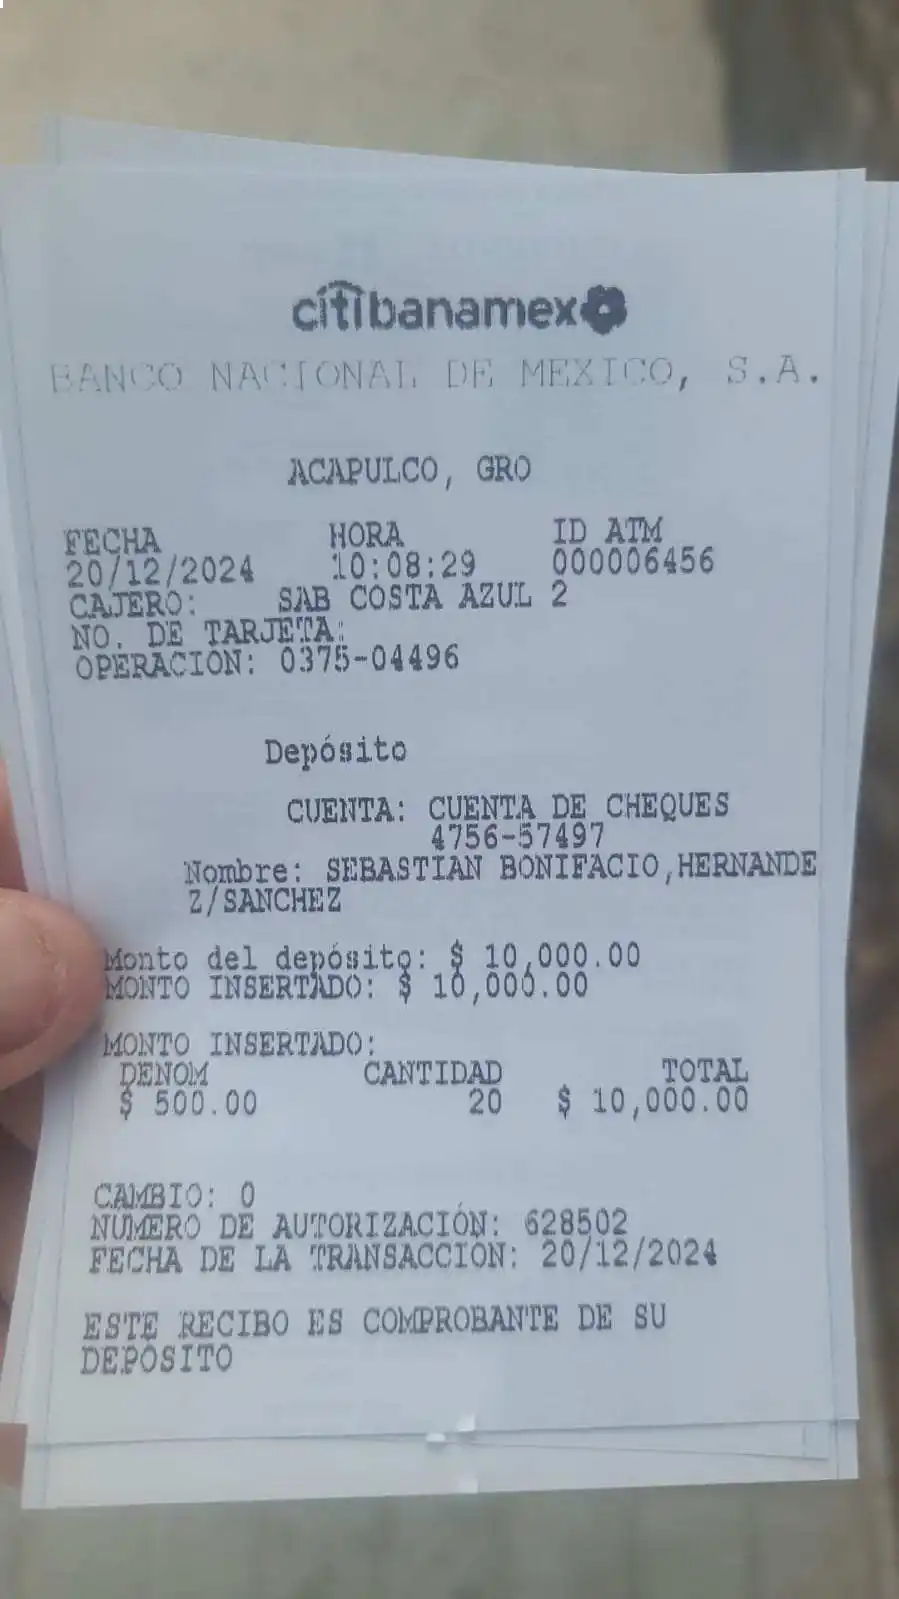 citibanamex
BANCO NACIONAL DE MEXICO, S.A.
ACAPULCO, GRO
FECHA HORA ID ATM
20/12/2024 10:08:29 000006456
CAJERO: SAB COSTA AZUL 2
NO. DE TARJETA:
OPERACION: 0375-04496
Depósito
CUENTA: CUENTA DE CHEQUES
4756-57497
Nombre: SEBASTIAN BONIFACIO,HERNANDE
Z/SANCHEZ
Monto del depósito: $ 10,000.00
MONTO INSERTADO: $ 10,000.00
MONTO INSERTADO:
DENOM CANTIDAD TOTAL
$ 500.00 20 $ 10,000.00
CAMBIO: 0
NUMERO DE AUTORIZACIÓN: 628502
FECHA DE LA TRANSACCIÓN: 20/12/2024
ESTE RECIBO ES COMPROBANTE DE SU
DEPÓSITO